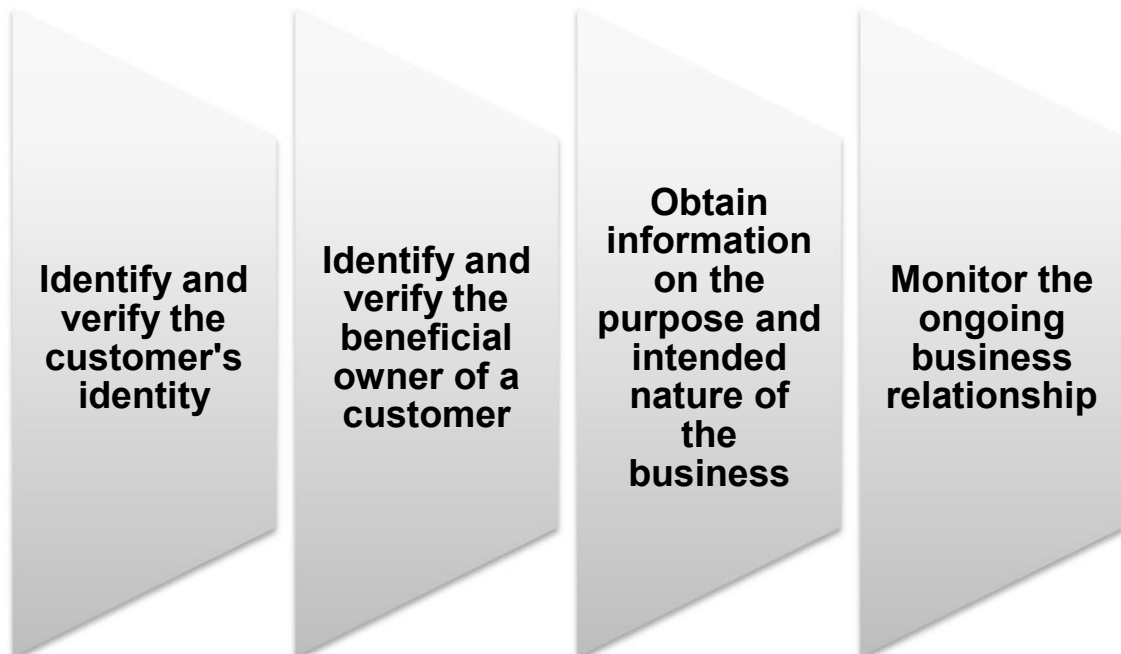 Identify and
verify the
customer's
identity
Identify and
verify the
beneficial
owner of a
customer
Obtain
information
on the
purpose and
intended
nature of
the
business
Monitor the
ongoing
business
relationship